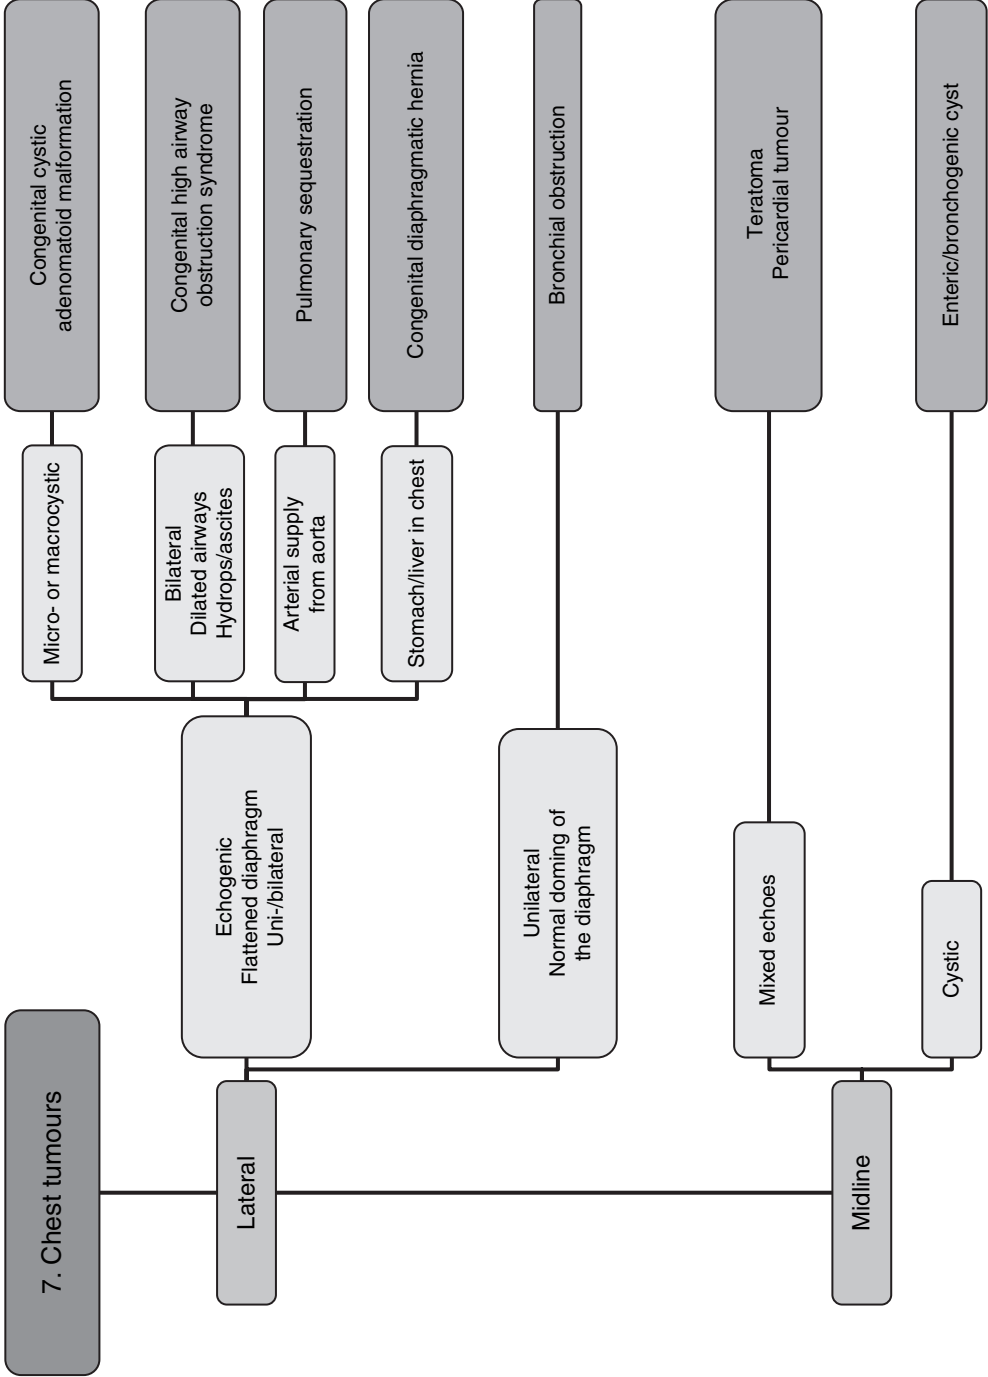 7. Chest tumours
Lateral
Echogenic
Flattened diaphragm
Uni-/bilateral
Micro- or macrocystic
Congenital cystic
adenomatoid malformation
Bilateral
Dilated airways
Hydrops/ascites
Congenital high airway
obstruction syndrome
Arterial supply
from aorta
Pulmonary sequestration
Stomach/liver in chest
Congenital diaphragmatic hernia
Unilateral
Normal doming of
the diaphragm
Bronchial obstruction
Midline
Mixed echoes
Teratoma
Pericardial tumour
Cystic
Enteric/bronchogenic cyst